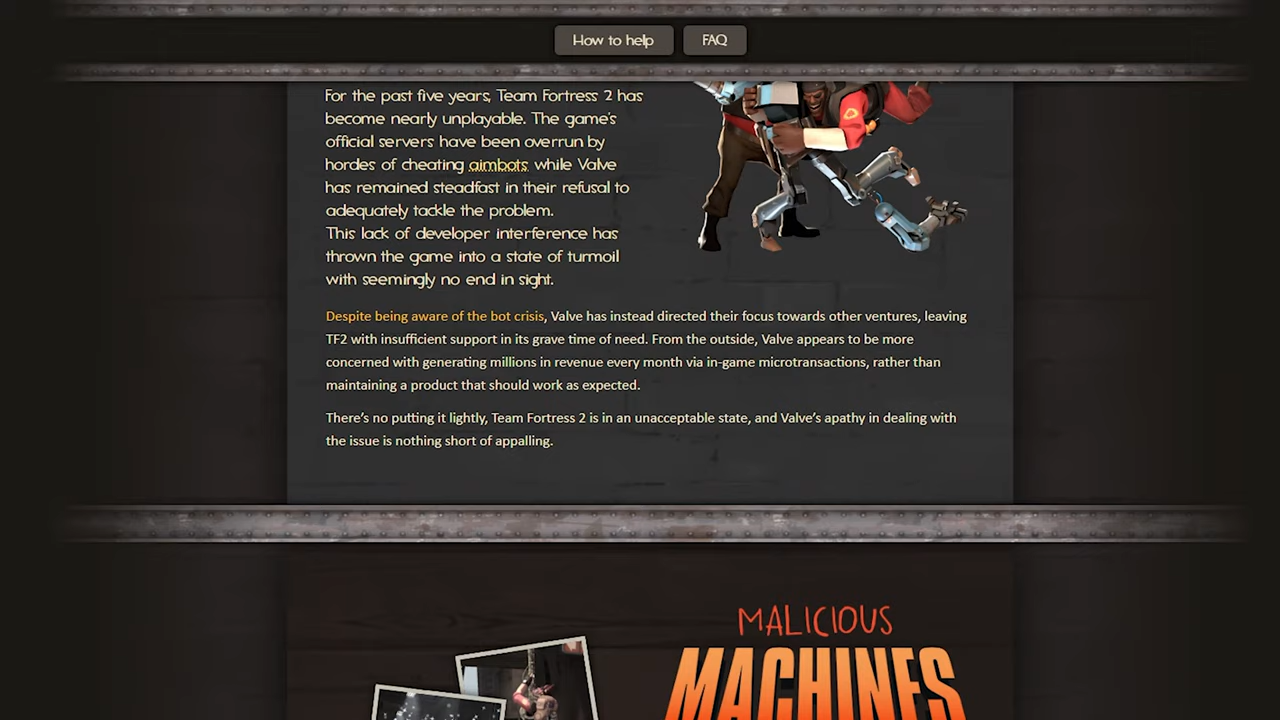 How to help
FAQ
For the past five years, Team Fortress 2 has
become nearly unplayable. The game's
official servers have been overrun by
hordes of cheating aimbots while Valve
has remained steadfast in their refusal to
adequately tackle the problem.
This lack of developer interference has
thrown the game into a state of turmoil
with seemingly no end in sight.
Despite being aware of the bot crisis, Valve has instead directed their focus towards other ventures, leaving
TF2 with insufficient support in its grave time of need. From the outside, Valve appears to be more
concerned with generating millions in revenue every month via in-game microtransactions, rather than
maintaining a product that should work as expected.
There's no putting it lightly, Team Fortress 2 is in an unacceptable state, and Valve's apathy in dealing with
the issue is nothing short of appalling.
MALICIOUS
MACHINES